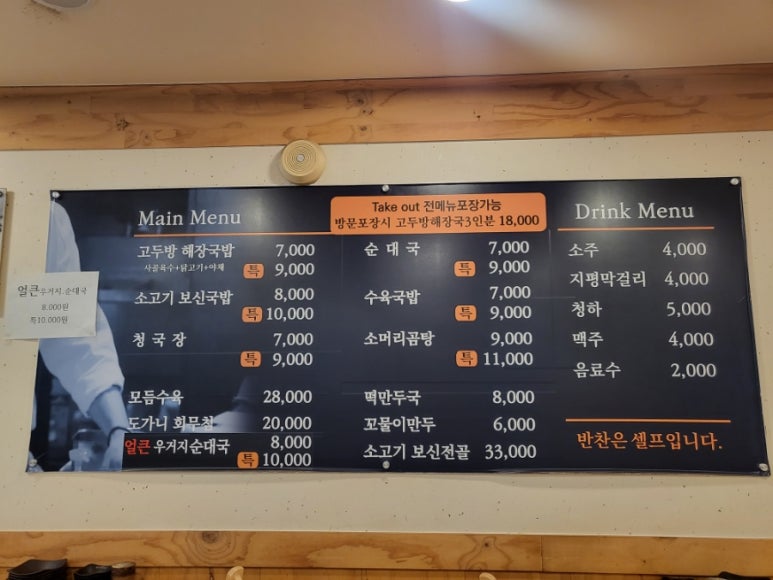 Take out 전메뉴포장가능
방문포장시 고두방해장국3인분 18,000
Main Menu
고두방 해장국밥 7,000
사골육수+닭고기+야채 특 9,000
소고기 보신국밥 8,000
특 10,000
청국장 7,000
특 9,000
모듬수육 28,000
도가니 회무침 20,000
얼큰 우거지순대국 8,000
특 10,000
순대국 7,000
특 9,000
수육국밥 7,000
특 9,000
소머리곰탕 9,000
특 11,000
떡만두국 8,000
꼬물이만두 6,000
소고기 보신전골 33,000
Drink Menu
소주 4,000
지평막걸리 4,000
청하 5,000
맥주 4,000
음료수 2,000
반찬은 셀프입니다.
얼큰우거지.순대국
8.000원
특10.000원